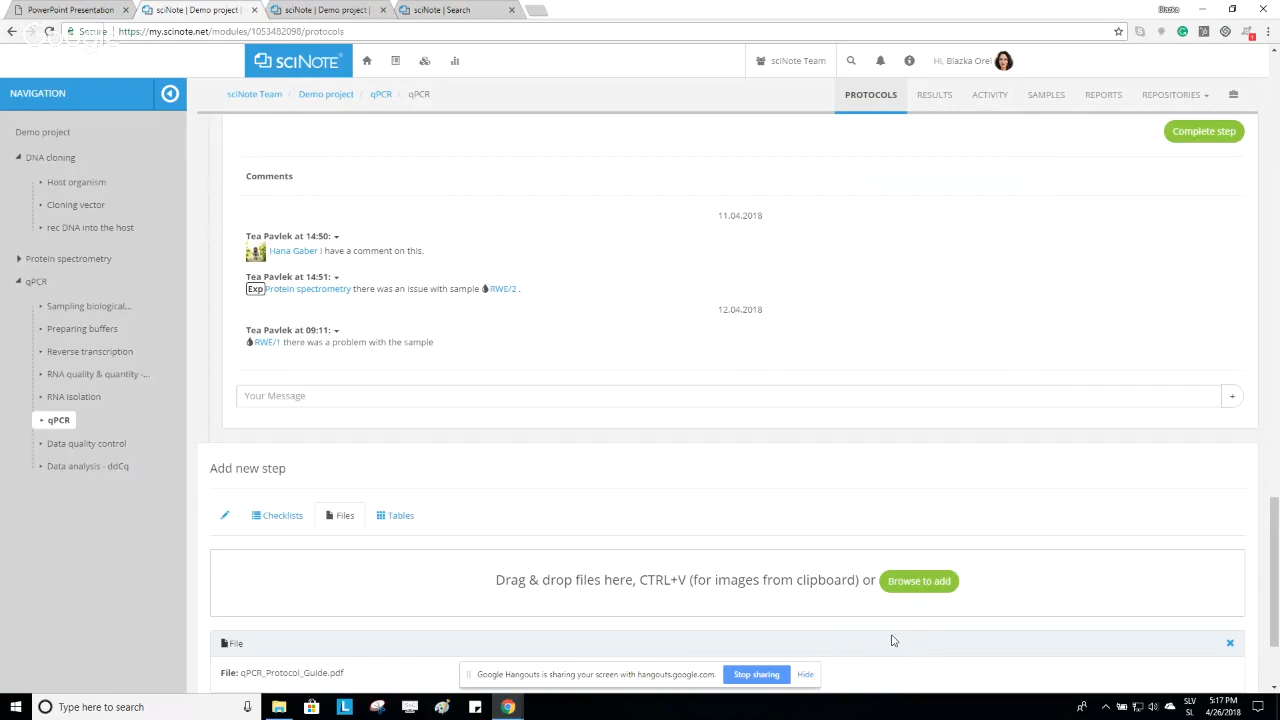 PowerPoint Presentation
sciNote | Demo project |
sciNote | Demo project |
sciNote | Search
Blazka
Secure
https://my.scinote.net/modules/1053482098/protocols
sciNOTE
sciNote Team
Hi, Blazka Orel
NAVIGATION
sciNote Team / Demo project / qPCR / qPCR
PROTOCOLS
RESULTS
ACTIVITY
SAMPLES
REPORTS
REPOSITORIES
Demo project
DNA cloning
Host organism
Cloning vector
rec DNA into the host
Protein spectrometry
qPCR
Sampling biological...
Preparing buffers
Reverse transcription
RNA quality & quantity -...
RNA isolation
qPCR
Data quality control
Data analysis - ddCq
Complete step
Comments
11.04.2018
Tea Pavlek at 14:50:
Hana Gaber i have a comment on this.
Tea Pavlek at 14:51:
Exp Protein spectrometry there was an issue with sample RWE/2 .
12.04.2018
Tea Pavlek at 09:11:
RWE/1 there was a problem with the sample
Your Message
+
Add new step
Checklists
Files
Tables
Drag & drop files here, CTRL+V (for images from clipboard) or Browse to add
File
File: qPCR_Protocol_Guide.pdf
Google Hangouts is sharing your screen with hangouts.google.com.
Stop sharing
Hide
Type here to search
SLV
SL
5:17 PM
4/26/2018